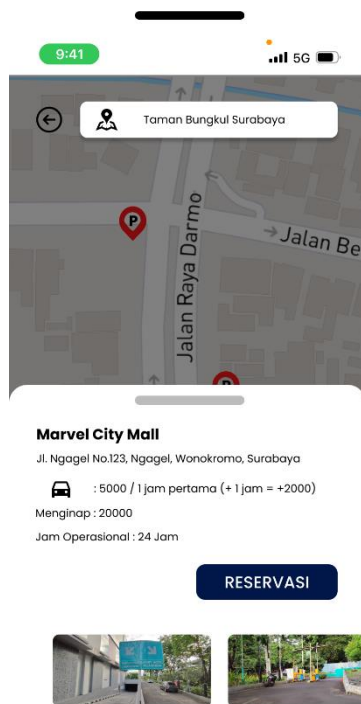 9:41
5G
Taman Bungkul Surabaya
P
Jalan Raya Darmo
Jalan Be
P
Marvel City Mall
Jl. Ngagel No.123, Ngagel, Wonokromo, Surabaya
: 5000 / 1 jam pertama (+ 1 jam = +2000)
Menginap : 20000
Jam Operasional : 24 Jam
RESERVASI